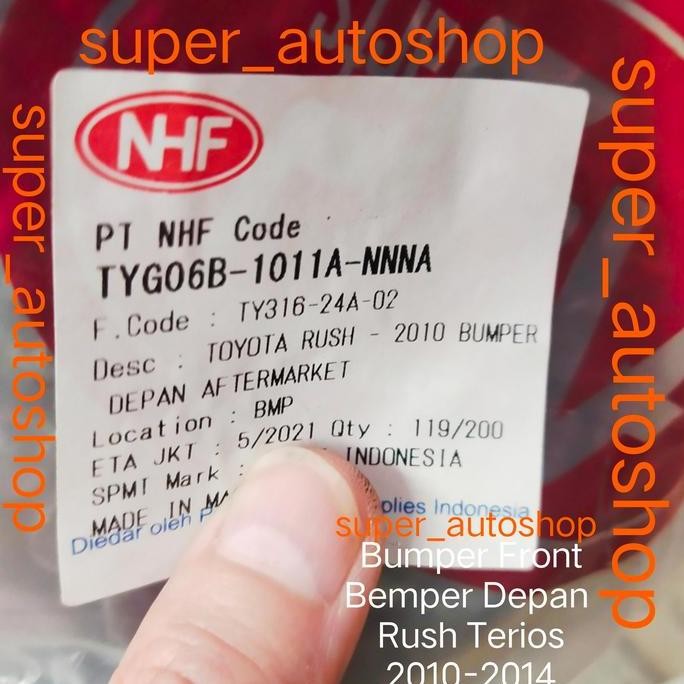 super_autoshop
super_autoshop
super_autoshop
NHF
PT NHF Code
TYG06B-1011A-NNNA
F.Code : TY316-24A-02
Desc : TOYOTA RUSH - 2010 BUMPER
DEPAN AFTERMARKET
Location : BMP
ETA JKT : 5/2021 Qty : 119/200
SPMT Mark : INDONESIA
MADE IN
Diedar oleh Indonesia
super_autoshop
Bumper Front
Bemper Depan
Rush Terios
2010-2014